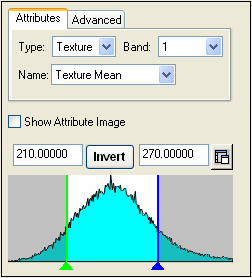 Attributes Advanced
Type: Texture Band: 1
Name: Texture Mean
Show Attribute Image
210.00000 Invert 270.00000